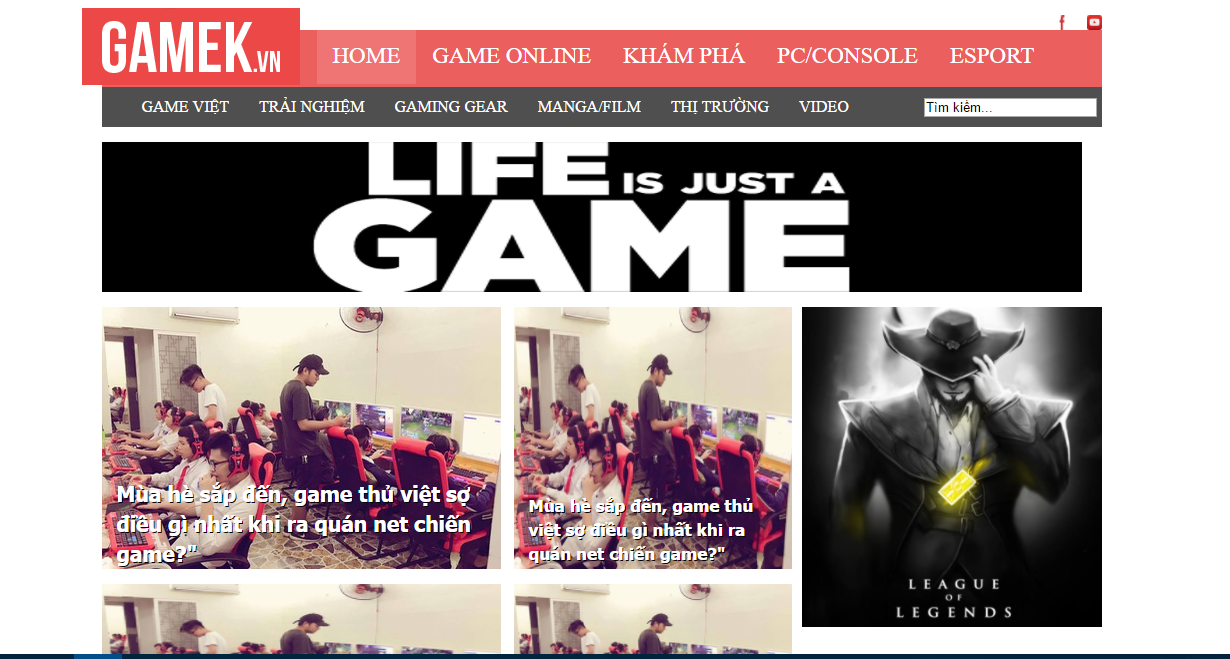 GAMEK.VN
HOME GAME ONLINE KHÁM PHÁ PC/CONSOLE ESPORT
GAME VIỆT TRẢI NGHIỆM GAMING GEAR MANGA/FILM THỊ TRƯỜNG VIDEO Tìm kiếm...
LIFE IS JUST A
GAME
Mùa hè sắp đến, game thử việt sợ
điều gì nhất khi ra quán net chiến
game?"
Mùa hè sắp đến, game thủ
việt sợ điều gì nhất khi ra
quán net chiến game?"
LEAGUE
OF
LEGENDS